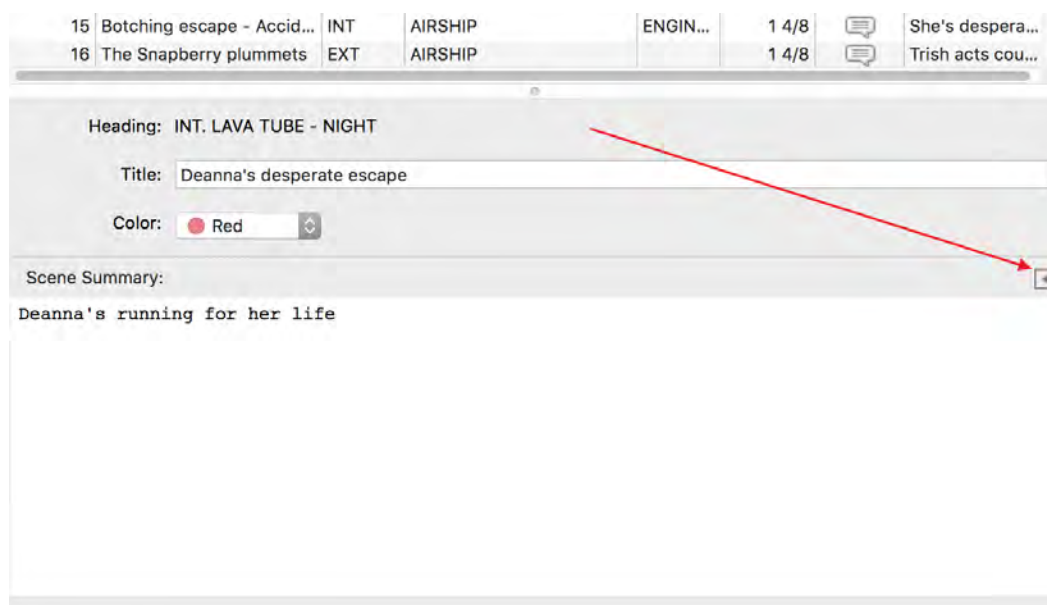 15 Botching escape - Accid... INT AIRSHIP ENGIN... 1 4/8 She's despera...
16 The Snapberry plummets EXT AIRSHIP 1 4/8 Trish acts cou...
Heading: INT. LAVA TUBE - NIGHT
Title: Deanna's desperate escape
Color: Red
Scene Summary:
Deanna's running for her life